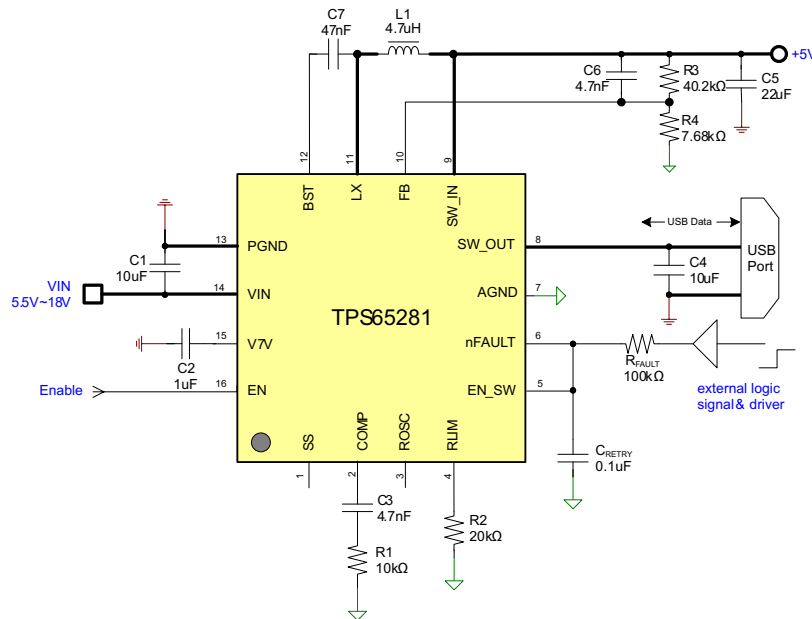 C7
47nF
L1
4.7uH
+5V
C6
4.7nF
R3
40.2kΩ
C5
22uF
R4
7.68kΩ
12
11
10
9
BST
LX
FB
SW_IN
USB Data
PGND
13
SW_OUT
8
USB
Port
C1
10uF
C4
10uF
VIN
5.5V~18V
14
VIN
AGND
7
TPS65281
15
V7V
nFAULT
6
C2
1uF
RFAULT
100kΩ
Enable
16
EN
EN_SW
5
external logic
signal & driver
SS
COMP
ROSC
RLIM
CRETRY
0.1uF
1
2
3
4
C3
4.7nF
R2
20kΩ
R1
10kΩ